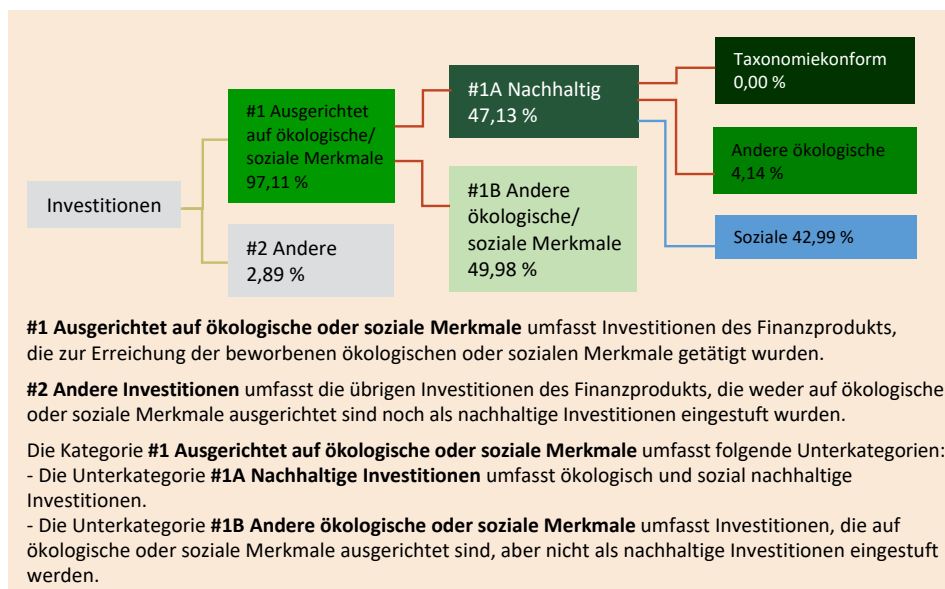 Investitionen
#1 Ausgerichtet
auf ökologische/
soziale Merkmale
97,11 %
#2 Andere
2,89 %
#1A Nachhaltig
47,13 %
#1B Andere
ökologische/
soziale Merkmale
49,98 %
Taxonomiekonform
0,00 %
Andere ökologische
4,14 %
Soziale 42,99 %
#1 Ausgerichtet auf ökologische oder soziale Merkmale umfasst Investitionen des Finanzprodukts,
die zur Erreichung der beworbenen ökologischen oder sozialen Merkmale getätigt wurden.
#2 Andere Investitionen umfasst die übrigen Investitionen des Finanzprodukts, die weder auf ökologische
oder soziale Merkmale ausgerichtet sind noch als nachhaltige Investitionen eingestuft wurden.
Die Kategorie #1 Ausgerichtet auf ökologische oder soziale Merkmale umfasst folgende Unterkategorien:
- Die Unterkategorie #1A Nachhaltige Investitionen umfasst ökologisch und sozial nachhaltige
Investitionen.
- Die Unterkategorie #1B Andere ökologische oder soziale Merkmale umfasst Investitionen, die auf
ökologische oder soziale Merkmale ausgerichtet sind, aber nicht als nachhaltige Investitionen eingestuft
werden.